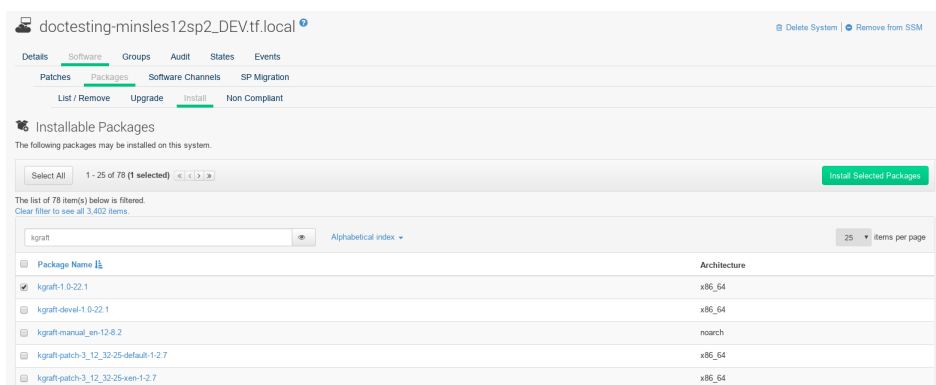 doctesting-minsles12sp2_DEV.tf.local ?
Delete System | Remove from SSM
Details Software Groups Audit States Events
Patches Packages Software Channels SP Migration
List / Remove Upgrade Install Non Compliant
Installable Packages
The following packages may be installed on this system.
Select All 1 - 25 of 78 (1 selected) « ‹ › » Install Selected Packages
The list of 78 item(s) below is filtered.
Clear filter to see all 3,402 items.
kgraft Alphabetical index 25 items per page
Package Name Architecture
kgraft-1.0-22.1 x86_64
kgraft-devel-1.0-22.1 x86_64
kgraft-manual_en-12-8.2 noarch
kgraft-patch-3_12_32-25-default-1-2.7 x86_64
kgraft-patch-3_12_32-25-xen-1-2.7 x86_64